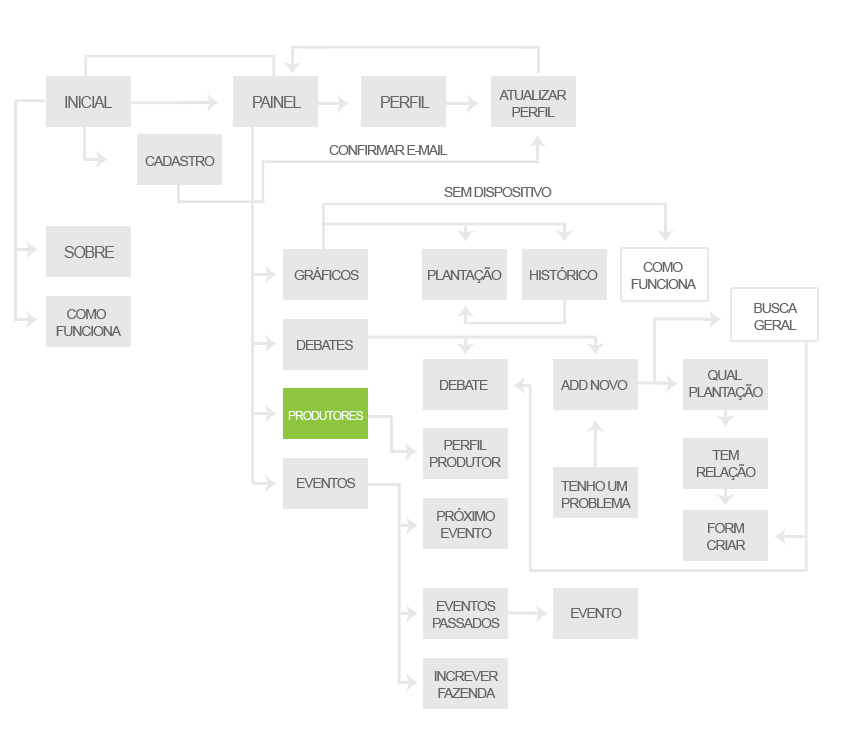 INICIAL
PAINEL
PERFIL
ATUALIZAR
PERFIL
CADASTRO
CONFIRMAR E-MAIL
SEM DISPOSITIVO
SOBRE
GRÁFICOS
PLANTAÇÃO
HISTÓRICO
COMO
FUNCIONA
COMO
FUNCIONA
BUSCA
GERAL
DEBATES
DEBATE
ADD NOVO
QUAL
PLANTAÇÃO
PRODUTORES
PERFIL
PRODUTOR
TEM
RELAÇÃO
EVENTOS
TENHO UM
PROBLEMA
PRÓXIMO
EVENTO
FORM
CRIAR
EVENTOS
PASSADOS
EVENTO
INCREVER
FAZENDA